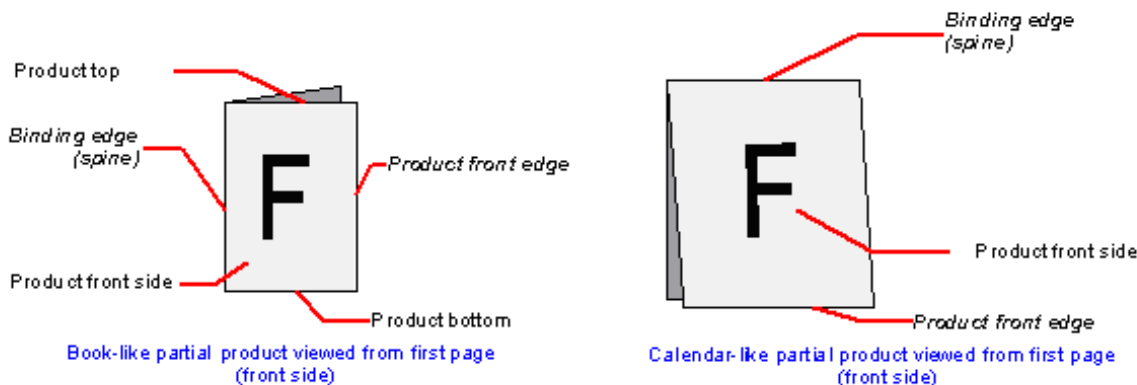 Product top
Binding edge
(spine)
F
Product front edge
Product front side
Product bottom
Book-like partial product viewed from first page
(front side)
Binding edge
(spine)
F
Product front side
Product front edge
Calendar-like partial product viewed from first page
(front side)